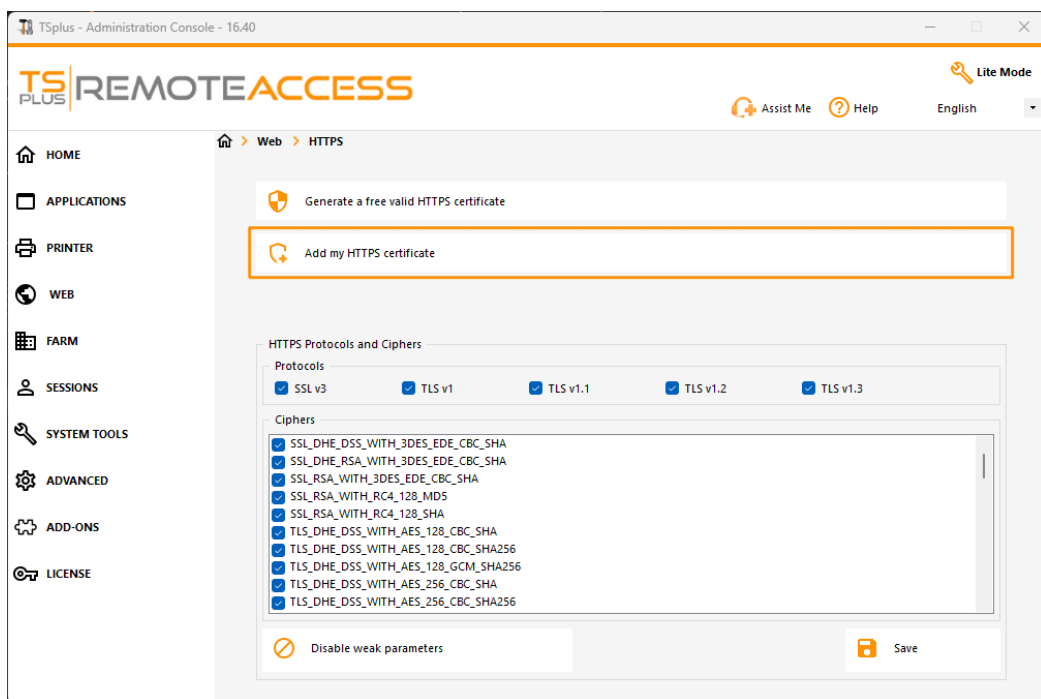 TSplus - Administration Console - 16.40
TS PLUS REMOTEACCESS
Lite Mode
Assist Me
Help
English
HOME
APPLICATIONS
PRINTER
WEB
FARM
SESSIONS
SYSTEM TOOLS
ADVANCED
ADD-ONS
LICENSE
Web > HTTPS
Generate a free valid HTTPS certificate
Add my HTTPS certificate
HTTPS Protocols and Ciphers
Protocols
SSL v3 TLS v1 TLS v1.1 TLS v1.2 TLS v1.3
Ciphers
SSL_DHE_DSS_WITH_3DES_EDE_CBC_SHA
SSL_DHE_RSA_WITH_3DES_EDE_CBC_SHA
SSL_RSA_WITH_3DES_EDE_CBC_SHA
SSL_RSA_WITH_RC4_128_MD5
SSL_RSA_WITH_RC4_128_SHA
TLS_DHE_DSS_WITH_AES_128_CBC_SHA
TLS_DHE_DSS_WITH_AES_128_CBC_SHA256
TLS_DHE_DSS_WITH_AES_128_GCM_SHA256
TLS_DHE_DSS_WITH_AES_256_CBC_SHA
TLS_DHE_DSS_WITH_AES_256_CBC_SHA256
Disable weak parameters
Save